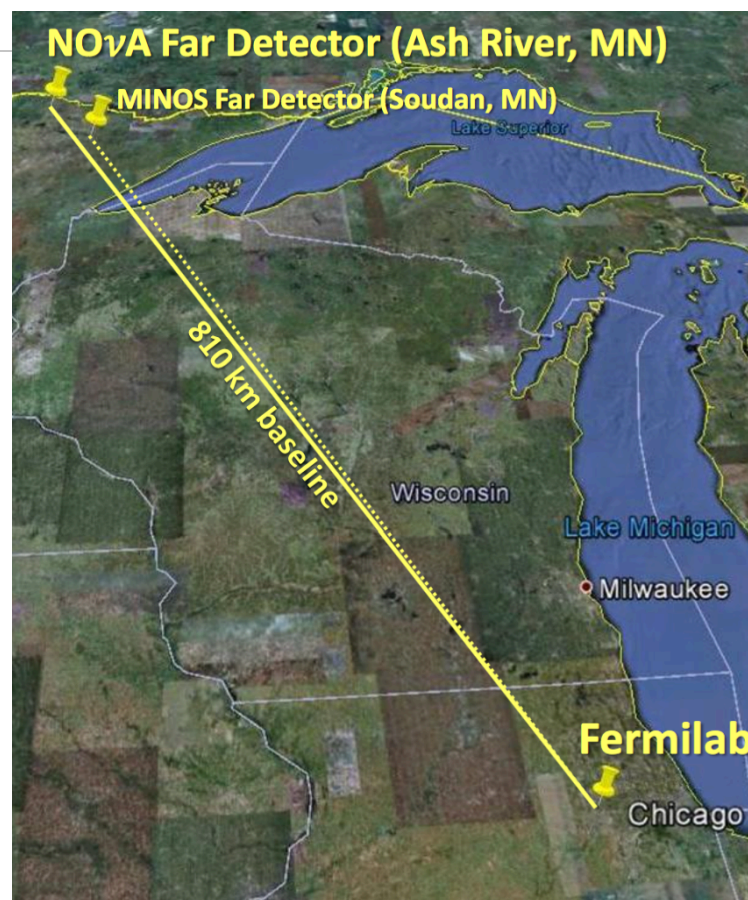 NOνA Far Detector (Ash River, MN)
MINOS Far Detector (Soudan, MN)
Lake Superior
810 km baseline
Wisconsin
Lake Michigan
Milwaukee
Fermilab
Chicago